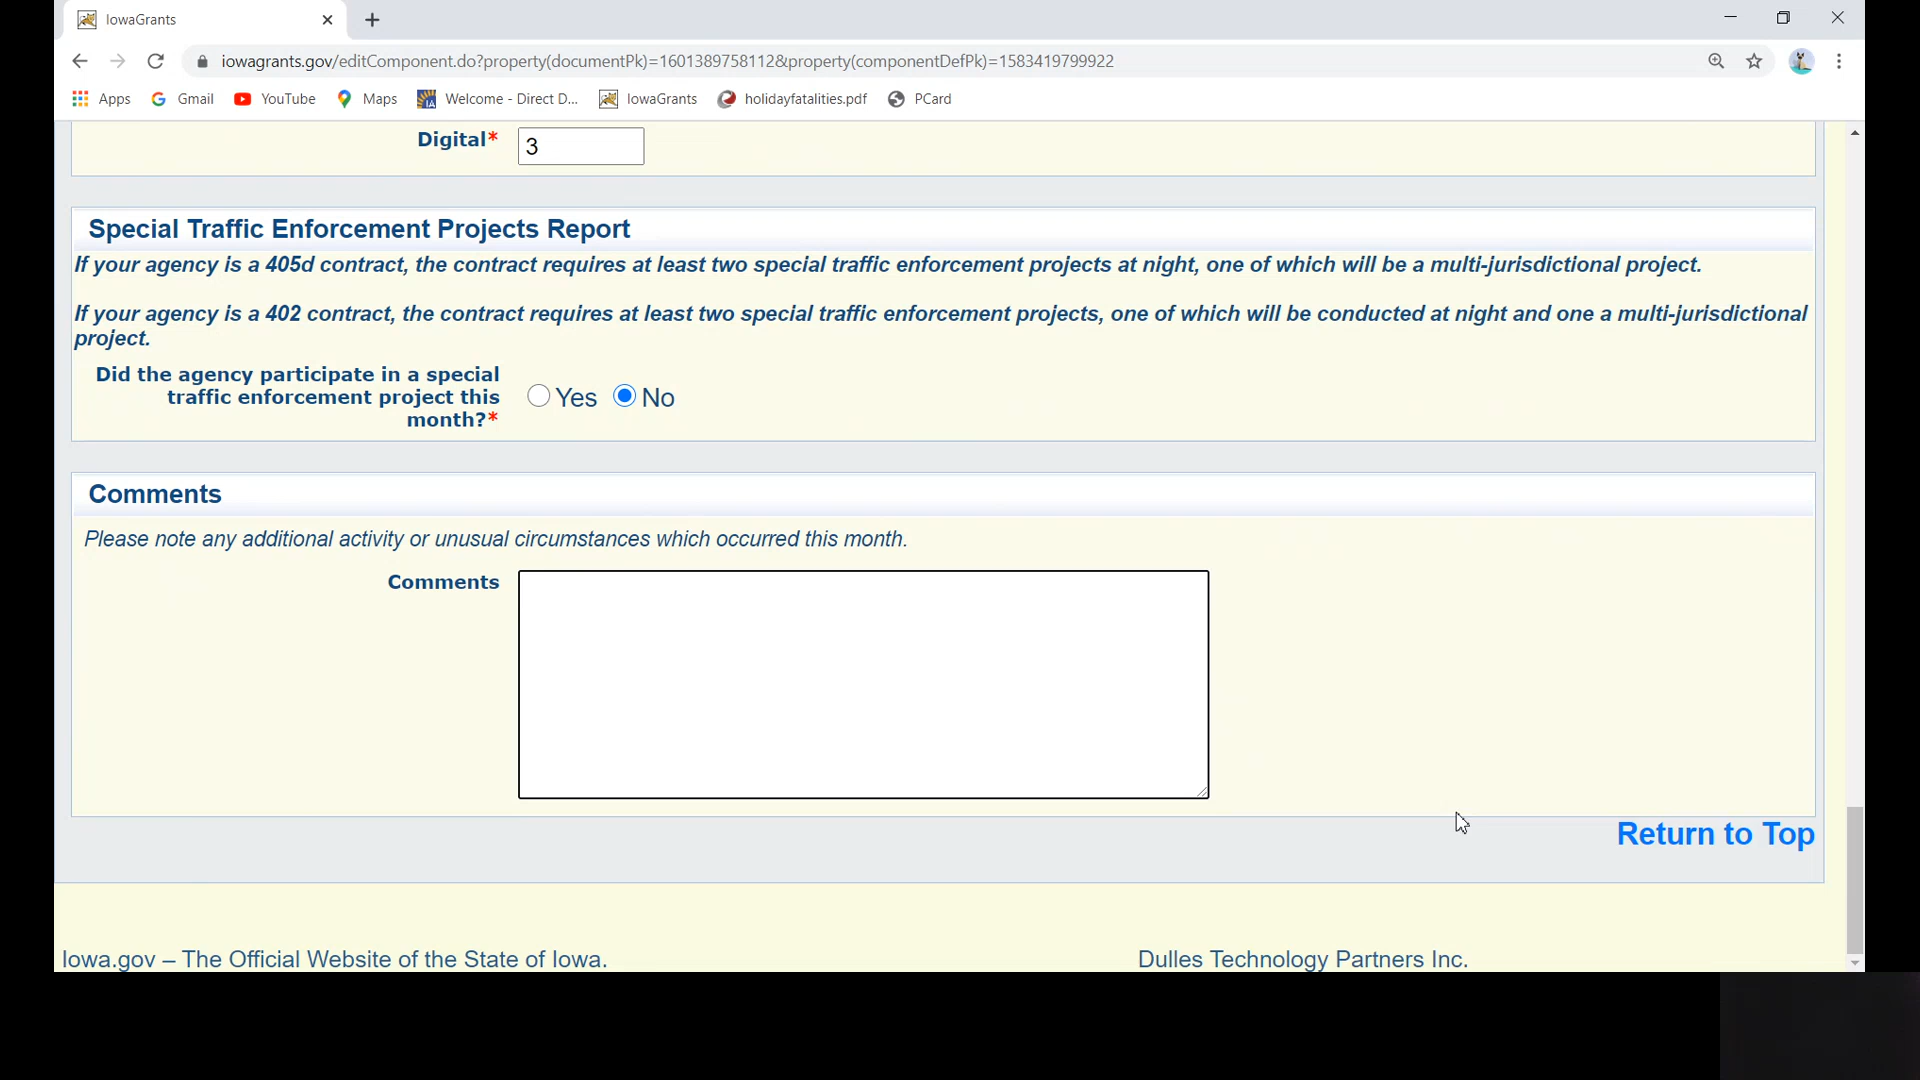 IowaGrants
iowagrants.gov/editComponent.do?property(documentPk)=1601389758112&property(componentDefPk)=1583419799922
Apps Gmail YouTube Maps Welcome - Direct D... IowaGrants holidayfatalities.pdf PCard
Digital* 3
Special Traffic Enforcement Projects Report
If your agency is a 405d contract, the contract requires at least two special traffic enforcement projects at night, one of which will be a multi-jurisdictional project.
If your agency is a 402 contract, the contract requires at least two special traffic enforcement projects, one of which will be conducted at night and one a multi-jurisdictional
project.
Did the agency participate in a special
traffic enforcement project this
month?*
Yes No
Comments
Please note any additional activity or unusual circumstances which occurred this month.
Comments
Return to Top
Iowa.gov – The Official Website of the State of Iowa. Dulles Technology Partners Inc.